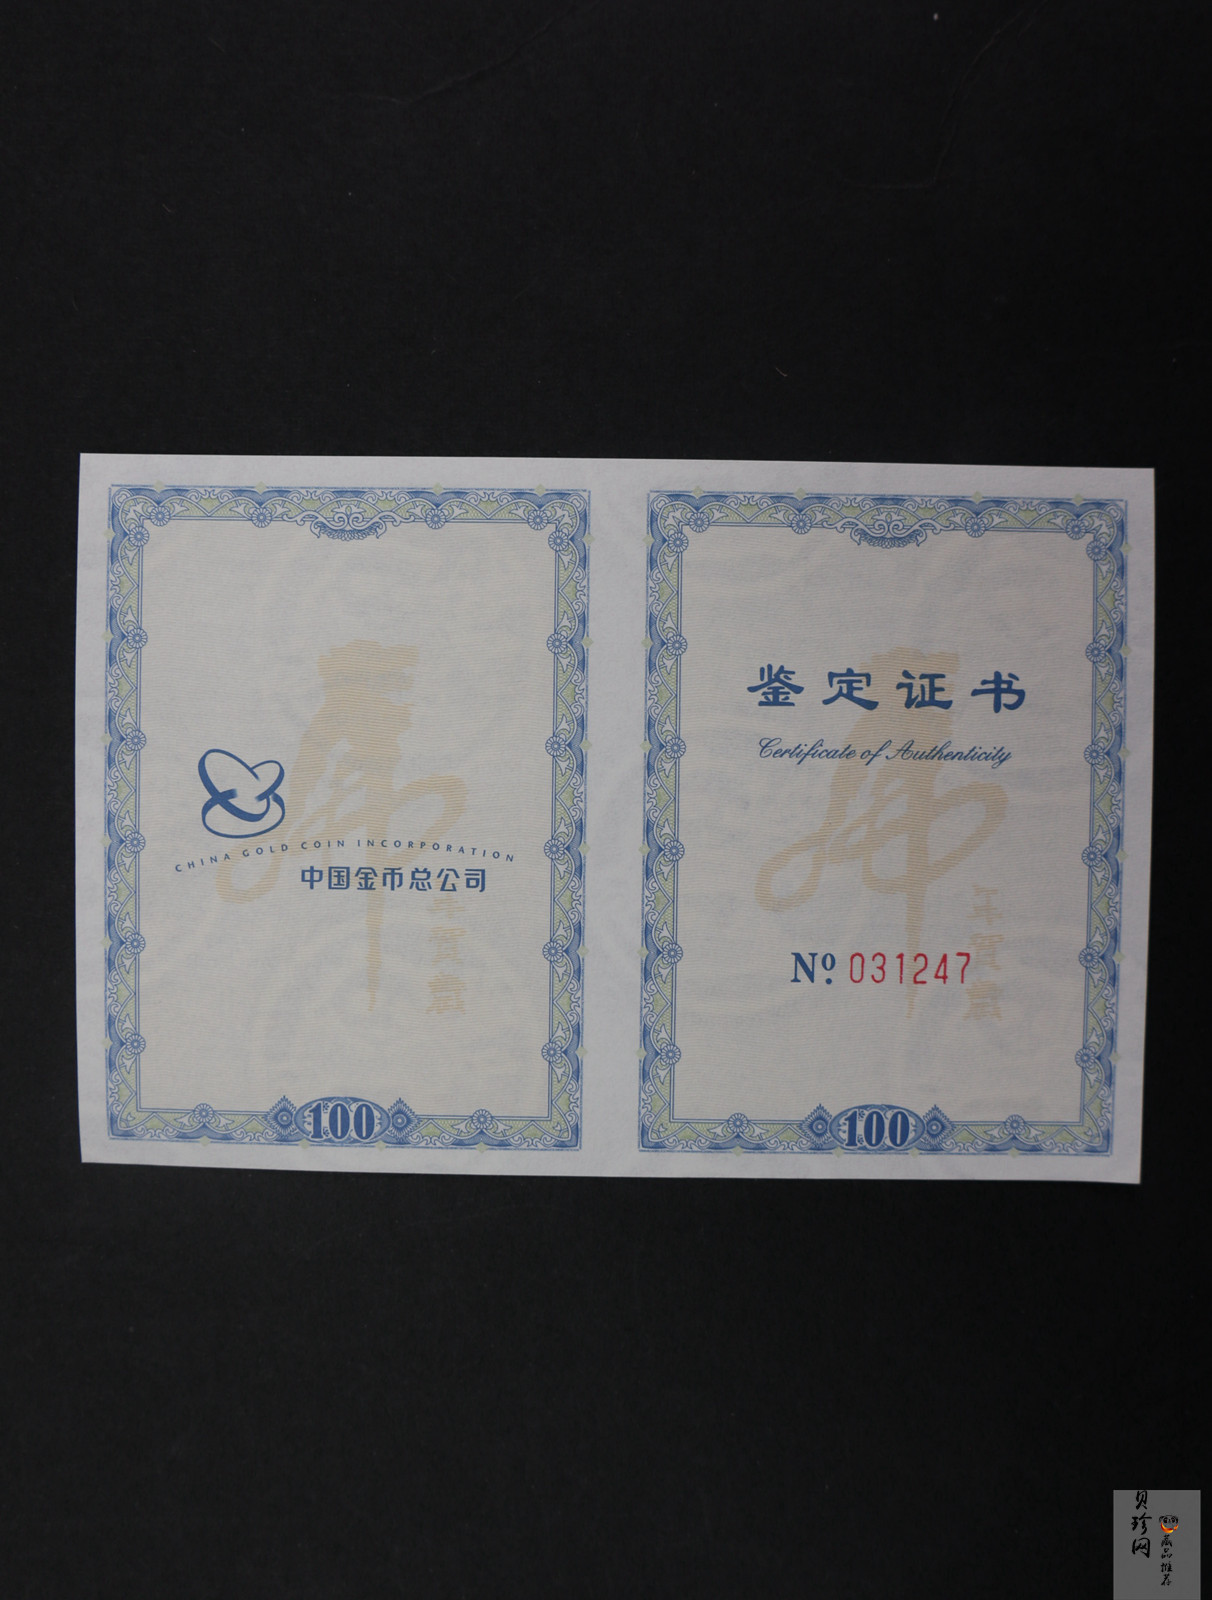 CHINA GOLD COIN INCORPORATION
中国金币总公司
100
鉴定证书
Certificate of Authenticity
Nº 031247
100
贝珍网
藏品推荐